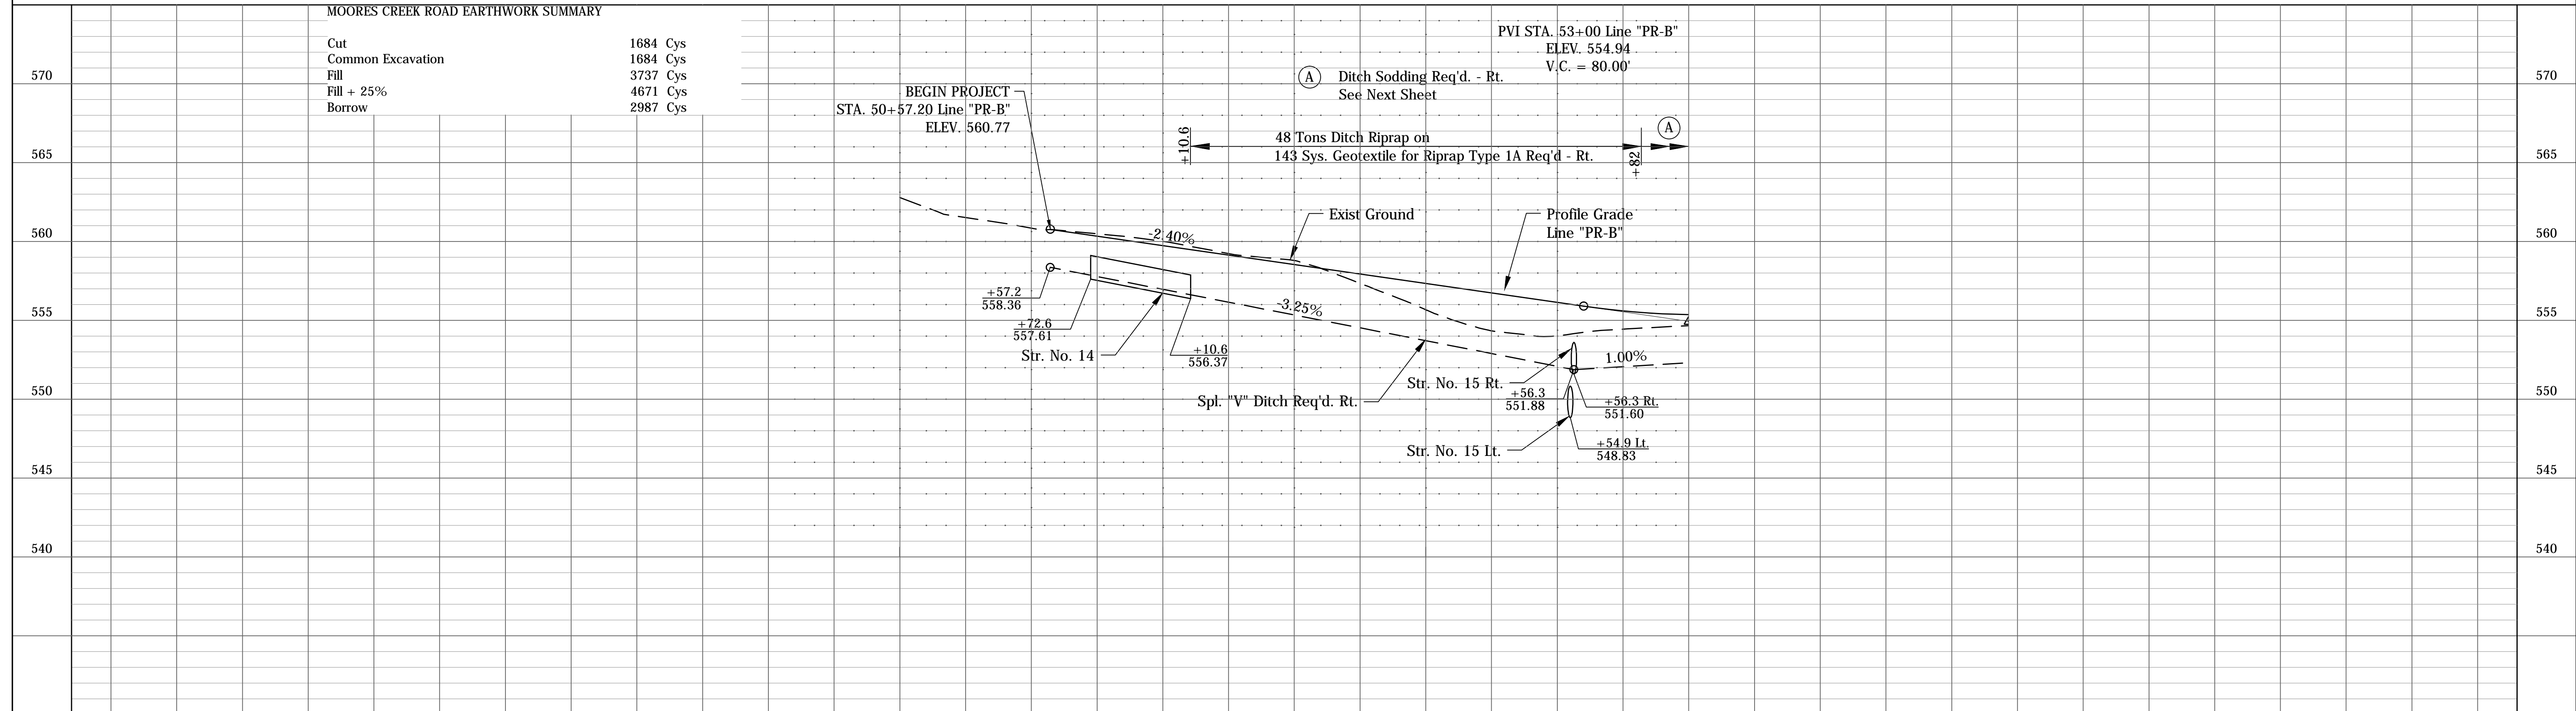 MOORES CREEK ROAD EARTHWORK SUMMARY
Cut 1684 Cys
Common Excavation 1684 Cys
Fill 3737 Cys
Fill + 25% 4671 Cys
Borrow 2987 Cys
PVI STA. 53+00 Line "PR-B"
ELEV. 554.94
V.C. = 80.00'
A Ditch Sodding Req'd. - Rt.
See Next Sheet
BEGIN PROJECT
STA. 50+57.20 Line "PR-B"
ELEV. 560.77
+10.6
48 Tons Ditch Riprap on
143 Sys. Geotextile for Riprap Type 1A Req'd - Rt.
+82
A
570
565
560
555
550
545
540
570
565
560
555
550
545
540
Exist Ground
Profile Grade
Line "PR-B"
-2.40%
-3.25%
1.00%
+57.2
558.36
+72.6
557.61
Str. No. 14
+10.6
556.37
Spl. "V" Ditch Req'd. Rt.
Str. No. 15 Rt.
+56.3
551.88
+56.3 Rt.
551.60
Str. No. 15 Lt.
+54.9 Lt.
548.83